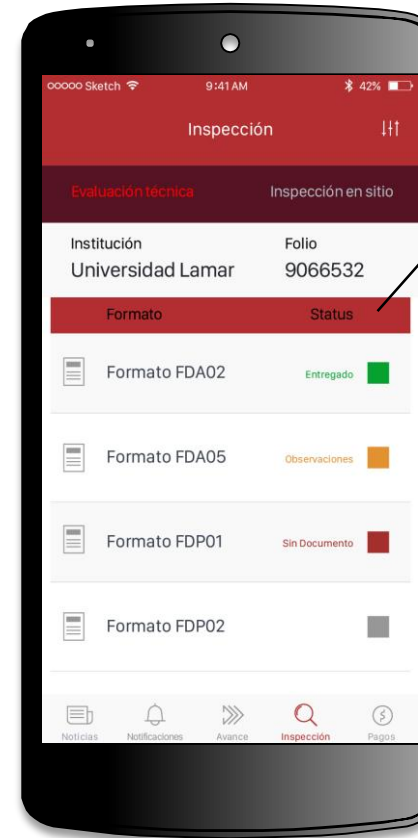 ooooo Sketch 9:41 AM 42%
Inspección
Evaluación técnica Inspección en sitio
Institución Folio
Universidad Lamar 9066532
Formato Status
Formato FDA02 Entregado
Formato FDA05 Observaciones
Formato FDP01 Sin Documento
Formato FDP02
Noticias Notificaciones Avance Inspección Pagos